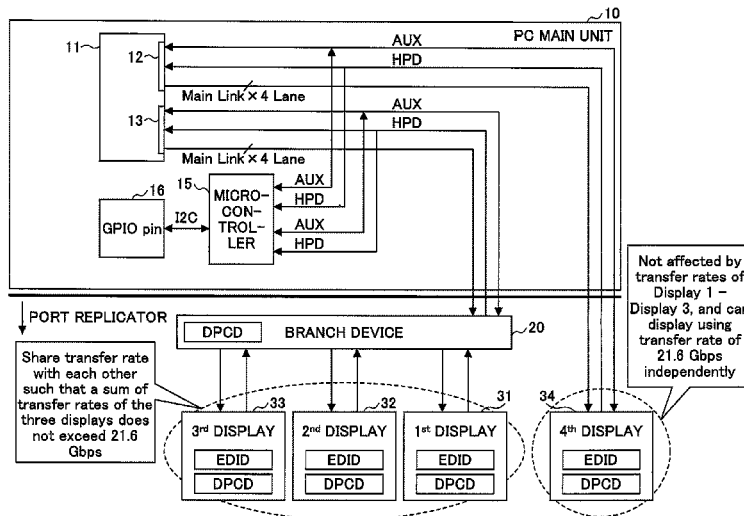 10
PC MAIN UNIT
11
12
AUX
HPD
Main Link×4 Lane
13
AUX
HPD
Main Link×4 Lane
16
GPIO pin
I2C
15
MICRO-
CON-
TROL-
LER
AUX
HPD
AUX
HPD
Not affected by
transfer rates of
Display 1 –
Display 3, and can
display using
transfer rate of
21.6 Gbps
independently
PORT REPLICATOR
DPCD
BRANCH DEVICE
20
Share transfer rate
with each other
such that a sum of
transfer rates of the
three displays does
not exceed 21.6
Gbps
33
3rd DISPLAY
EDID
DPCD
32
2nd DISPLAY
EDID
DPCD
31
1st DISPLAY
EDID
DPCD
34
4th DISPLAY
EDID
DPCD